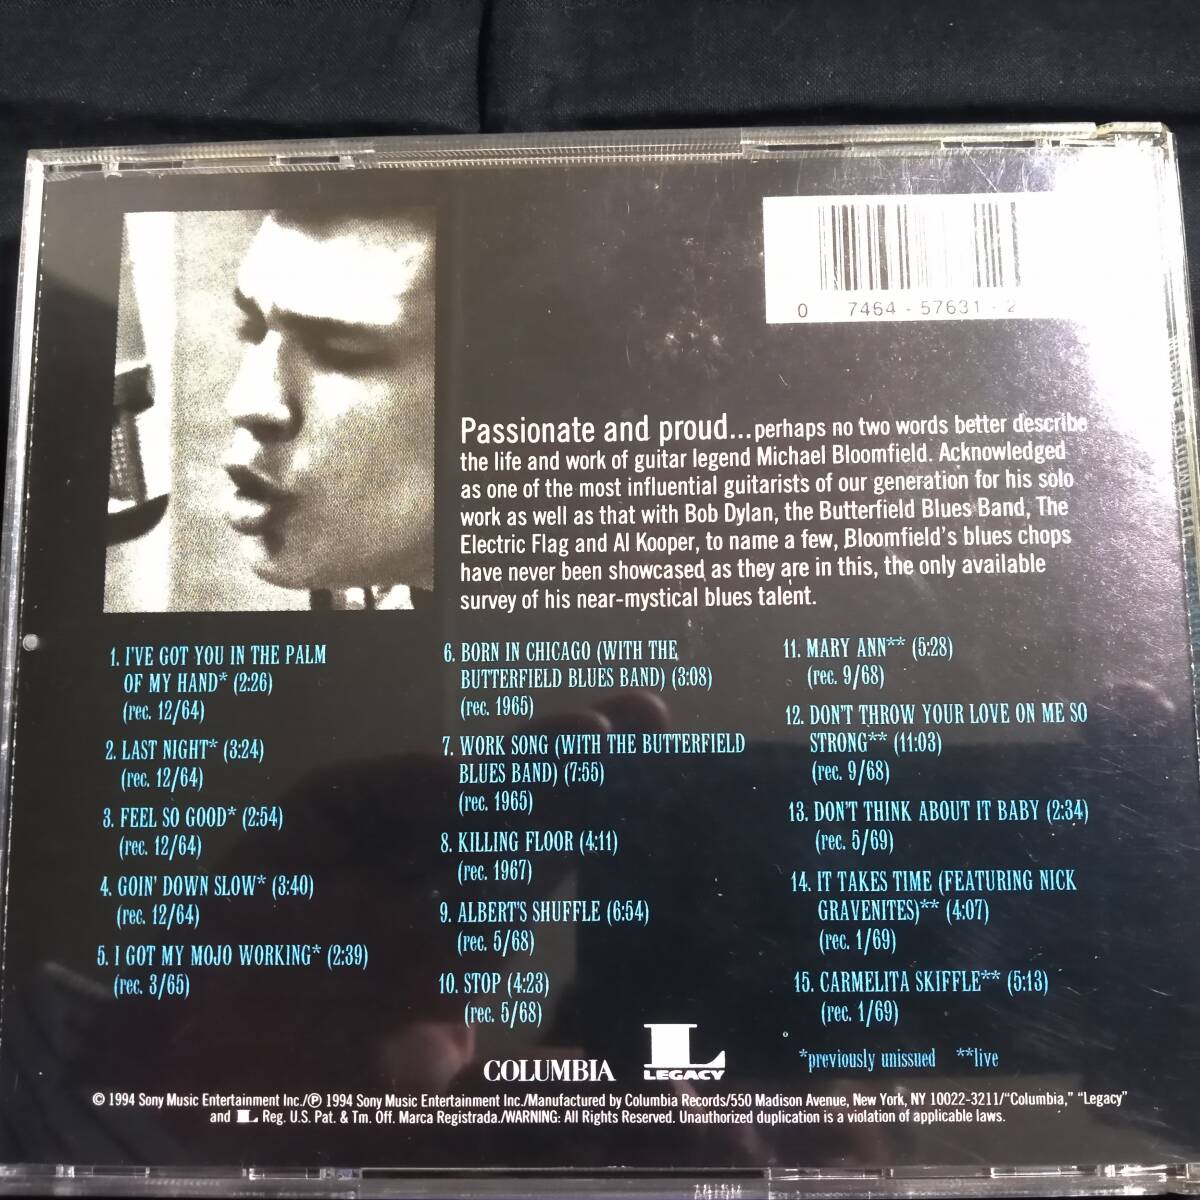 0 7464-57631-2
Passionate and proud...perhaps no two words better describe
the life and work of guitar legend Michael Bloomfield. Acknowledged
as one of the most influential guitarists of our generation for his solo
work as well as that with Bob Dylan, the Butterfield Blues Band, The
Electric Flag and Al Kooper, to name a few, Bloomfield's blues chops
have never been showcased as they are in this, the only available
survey of his near-mystical blues talent.
1. I'VE GOT YOU IN THE PALM
OF MY HAND* (2:26)
(rec. 12/64)
2. LAST NIGHT* (3:24)
(rec. 12/64)
3. FEEL SO GOOD* (2:54)
(rec. 12/64)
4. GOIN' DOWN SLOW* (3:40)
(rec. 12/64)
5. I GOT MY MOJO WORKING* (2:39)
(rec. 3/65)
6. BORN IN CHICAGO (WITH THE
BUTTERFIELD BLUES BAND) (3:08)
(rec. 1965)
7. WORK SONG (WITH THE BUTTERFIELD
BLUES BAND) (7:55)
(rec. 1965)
8. KILLING FLOOR (4:11)
(rec. 1967)
9. ALBERT'S SHUFFLE (6:54)
(rec. 5/68)
10. STOP (4:23)
(rec. 5/68)
11. MARY ANN** (5:28)
(rec. 9/68)
12. DON'T THROW YOUR LOVE ON ME SO
STRONG** (11:03)
(rec. 9/68)
13. DON'T THINK ABOUT IT BABY (2:34)
(rec. 5/69)
14. IT TAKES TIME (FEATURING NICK
GRAVENITES)** (4:07)
(rec. 1/69)
15. CARMELITA SKIFFLE** (5:13)
(rec. 1/69)
*previously unissued **live
COLUMBIA
L
LEGACY
© 1994 Sony Music Entertainment Inc./℗ 1994 Sony Music Entertainment Inc./Manufactured by Columbia Records/550 Madison Avenue, New York, NY 10022-3211/"Columbia," "Legacy"
and L Reg. U.S. Pat. & Tm. Off. Marca Registrada./WARNING: All Rights Reserved. Unauthorized duplication is a violation of applicable laws.